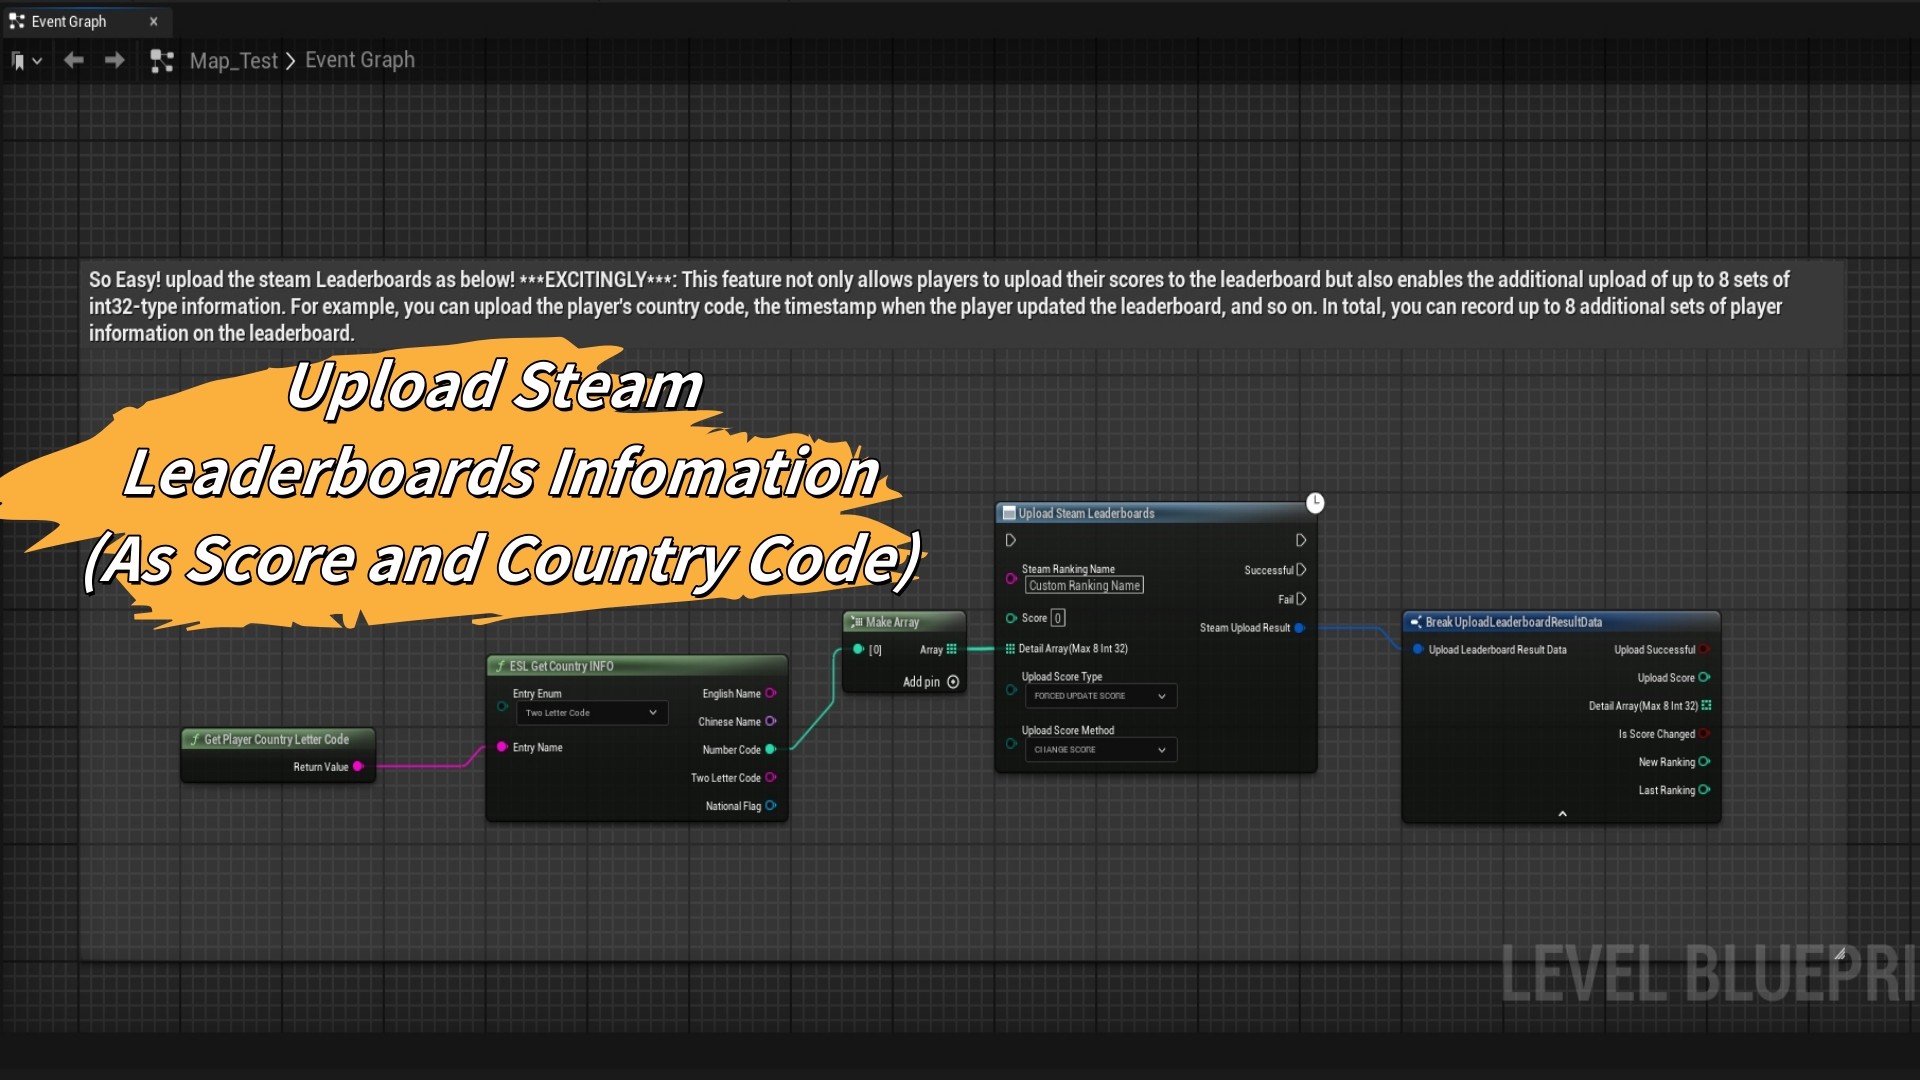 Event Graph
Map_Test > Event Graph
So Easy! upload the steam Leaderboards as below! ***EXCITINGLY***: This feature not only allows players to upload their scores to the leaderboard but also enables the additional upload of up to 8 sets of
int32-type information. For example, you can upload the player's country code, the timestamp when the player updated the leaderboard, and so on. In total, you can record up to 8 additional sets of player
information on the leaderboard.
Upload Steam
Leaderboards Infomation
(As Score and Country Code)
Get Player Country Letter Code
Return Value
ESL Get Country INFO
Entry Enum
Two Letter Code
Entry Name
English Name
Chinese Name
Number Code
Two Letter Code
National Flag
Make Array
[0]
Array
Add pin
Upload Steam Leaderboards
Steam Ranking Name
Custom Ranking Name
Score 0
Detail Array(Max 8 Int 32)
Upload Score Type
FORCED UPDATE SCORE
Upload Score Method
CHANGE SCORE
Successful
Fail
Steam Upload Result
Break UploadLeaderboardResultData
Upload Leaderboard Result Data
Upload Successful
Upload Score
Detail Array(Max 8 Int 32)
Is Score Changed
New Ranking
Last Ranking
LEVEL BLUEPRI